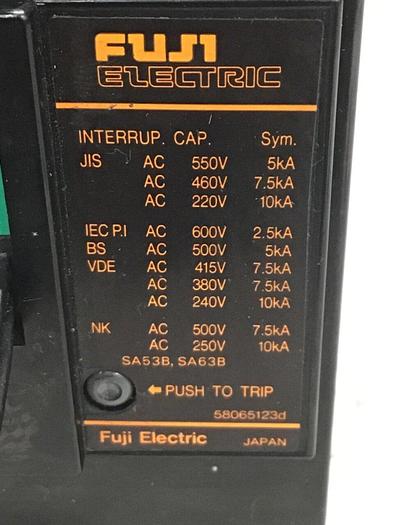 FUJI
ELECTRIC
INTERRUP. CAP. Sym.
JIS AC 550V 5kA
AC 460V 7.5kA
AC 220V 10kA
IEC P.I AC 600V 2.5kA
BS AC 500V 5kA
VDE AC 415V 7.5kA
AC 380V 7.5kA
AC 240V 10kA
NK AC 500V 7.5kA
AC 250V 10kA
SA53B, SA63B
←PUSH TO TRIP
58065123d
Fuji Electric JAPAN